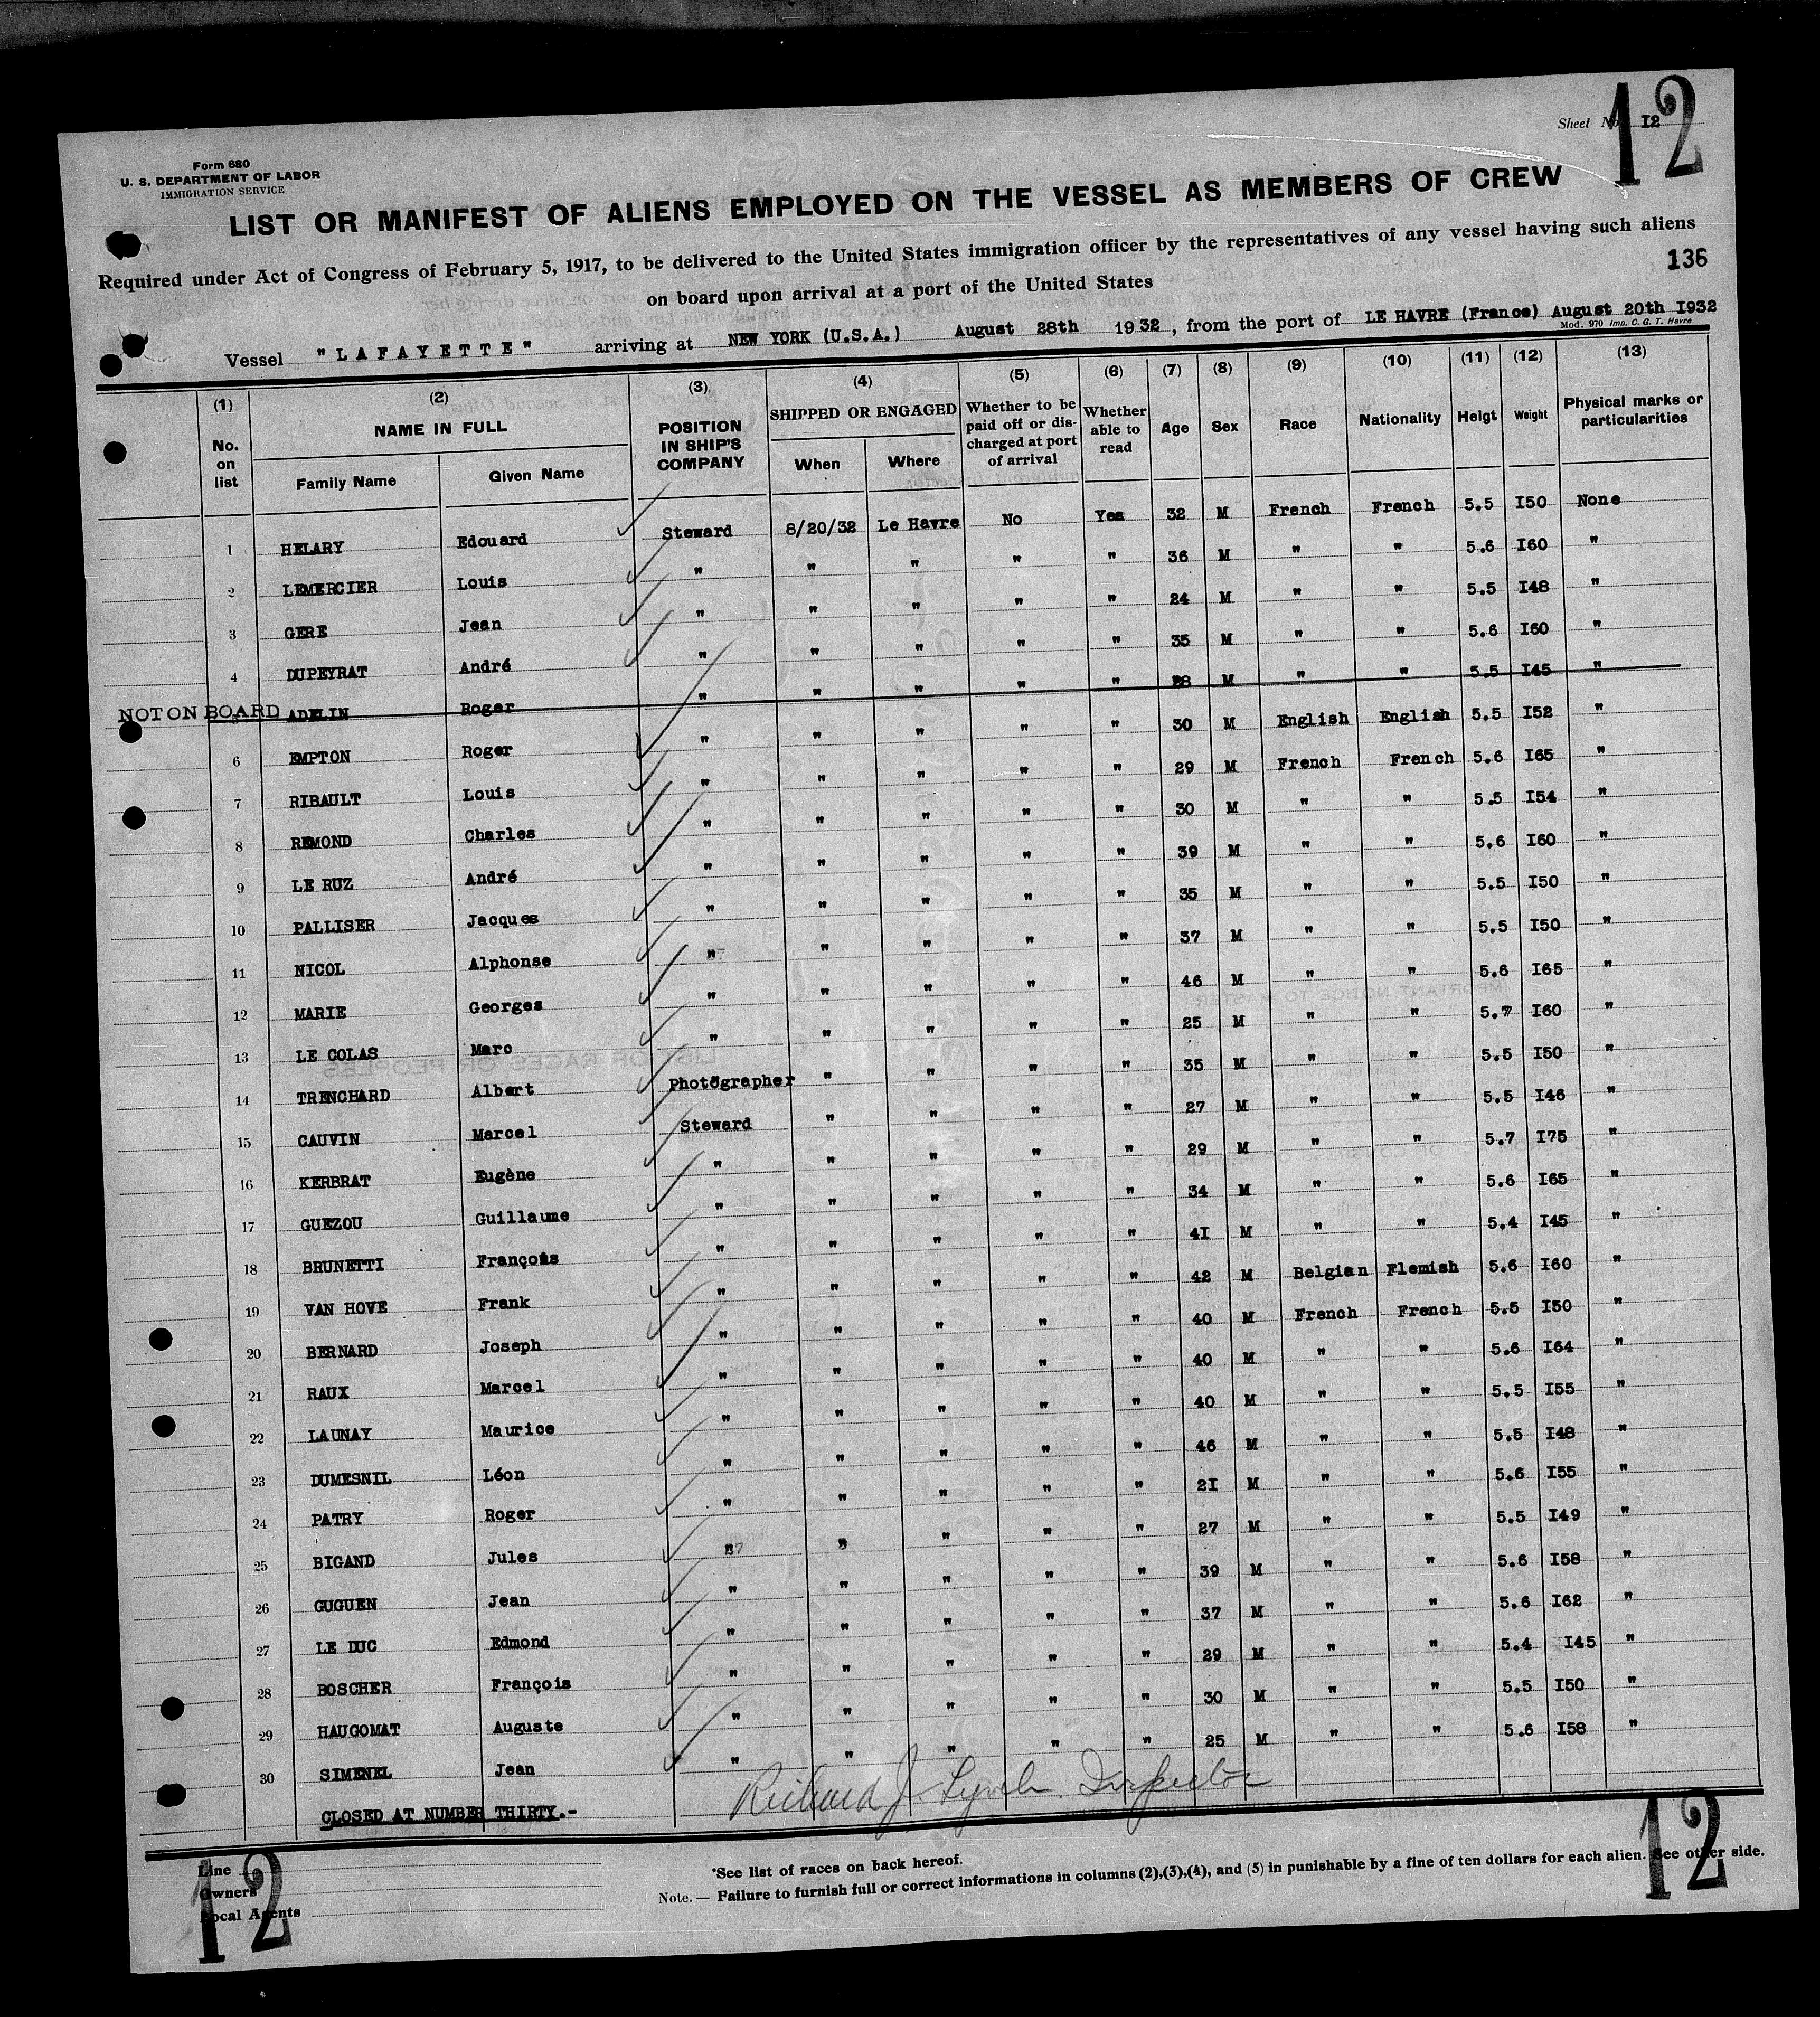 12
Sheet No. I2
Form 680
U. S. DEPARTMENT OF LABOR
IMMIGRATION SERVICE
LIST OR MANIFEST OF ALIENS EMPLOYED ON THE VESSEL AS MEMBERS OF CREW
Required under Act of Congress of February 5, 1917, to be delivered to the United States immigration officer by the representatives of any vessel having such aliens
on board upon arrival at a port of the United States
136
Vessel "LAFAYETTE" arriving at NEW YORK (U.S.A.) August 28th 1932, from the port of LE HAVRE (France) August 20th I932
Mod. 970 Imp. C. G. T. Havre
(1) (2) (3) (4) (5) (6) (7) (8) (9) (10) (11) (12) (13)
No. on list NAME IN FULL POSITION IN SHIP'S COMPANY SHIPPED OR ENGAGED Whether to be paid off or discharged at port of arrival Whether able to read Age Sex Race Nationality Heigt Weight Physical marks or particularities
Family Name Given Name When Where
1 HELARY Edouard Steward 8/20/32 Le Havre No Yes 32 M French French 5.5 I50 None
2 LEMERCIER Louis " " " " " 36 M " " 5.6 I60 "
3 GERE Jean " " " " " 24 M " " 5.5 I48 "
4 DUPEYRAT André " " " " " 35 M " " 5.6 I60 "
NOT ON BOARD 5 ADELIN Roger " " " " " 28 M " " 5.5 I45 "
6 EMPTON Roger " " " " " 30 M English English 5.5 I52 "
7 RIBAULT Louis " " " " " 29 M French French 5.6 I65 "
8 REMOND Charles " " " " " 30 M " " 5.5 I54 "
9 LE RUZ André " " " " " 39 M " " 5.6 I60 "
10 PALLISER Jacques " " " " " 35 M " " 5.5 I50 "
11 NICOL Alphonse " " " " " 37 M " " 5.5 I50 "
12 MARIE Georges " " " " " 46 M " " 5.6 I65 "
13 LE COLAS Marc " " " " " 25 M " " 5.7 I60 "
14 TRENCHARD Albert Photographer " " " " 35 M " " 5.5 I50 "
15 CAUVIN Marcel Steward " " " " 27 M " " 5.5 I46 "
16 KERBRAT Eugène " " " " " 29 M " " 5.7 I75 "
17 GUEZOU Guillaume " " " " " 34 M " " 5.6 I65 "
18 BRUNETTI François " " " " " 4I M " " 5.4 I45 "
19 VAN HOVE Frank " " " " " 42 M Belgian Flemish 5.6 I60 "
20 BERNARD Joseph " " " " " 40 M French French 5.5 I50 "
21 RAUX Marcel " " " " " 40 M " " 5.6 I64 "
22 LAUNAY Maurice " " " " " 40 M " " 5.5 I55 "
23 DUMESNIL Léon " " " " " 46 M " " 5.5 I48 "
24 PATRY Roger " " " " " 2I M " " 5.6 I55 "
25 BIGAND Jules " " " " " 27 M " " 5.5 I49 "
26 GUGUEN Jean " " " " " 39 M " " 5.6 I58 "
27 LE DUC Edmond " " " " " 37 M " " 5.6 I62 "
28 BOSCHER François " " " " " 29 M " " 5.4 I45 "
29 HAUGOMAT Auguste " " " " " 30 M " " 5.5 I50 "
30 SIMENEL Jean " " " " " 25 M " " 5.6 I58 "
CLOSED AT NUMBER THIRTY.-
Richard J. Lynch Inspector
Line
Owners
Local Agents
12
*See list of races on back hereof.
Note. — Failure to furnish full or correct informations in columns (2),(3),(4), and (5) in punishable by a fine of ten dollars for each alien. See other side.
12